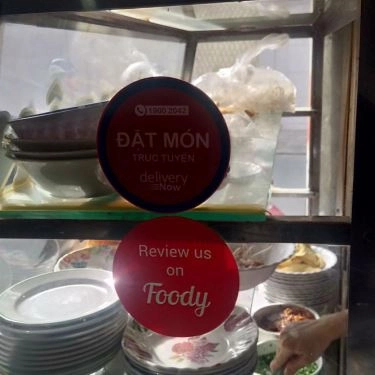 1900 2042
ĐẶT MÓN
TRỰC TUYẾN
delivery
Now
Review us
on
Foody